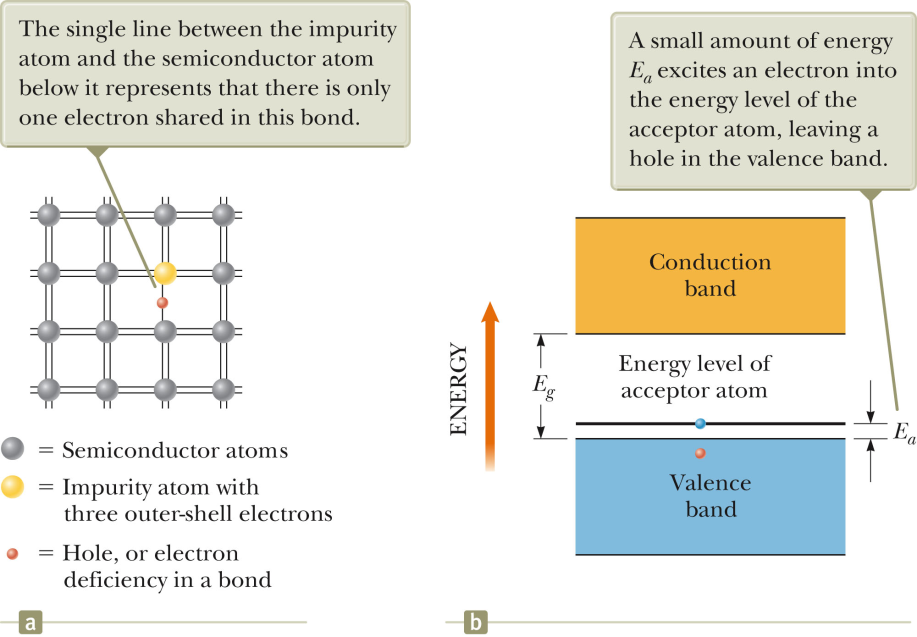 The single line between the impurity
atom and the semiconductor atom
below it represents that there is only
one electron shared in this bond.
= Semiconductor atoms
= Impurity atom with
three outer-shell electrons
= Hole, or electron
deficiency in a bond
a
A small amount of energy
Ea excites an electron into
the energy level of the
acceptor atom, leaving a
hole in the valence band.
ENERGY
Conduction
band
Eg
Energy level of
acceptor atom
Ea
Valence
band
b